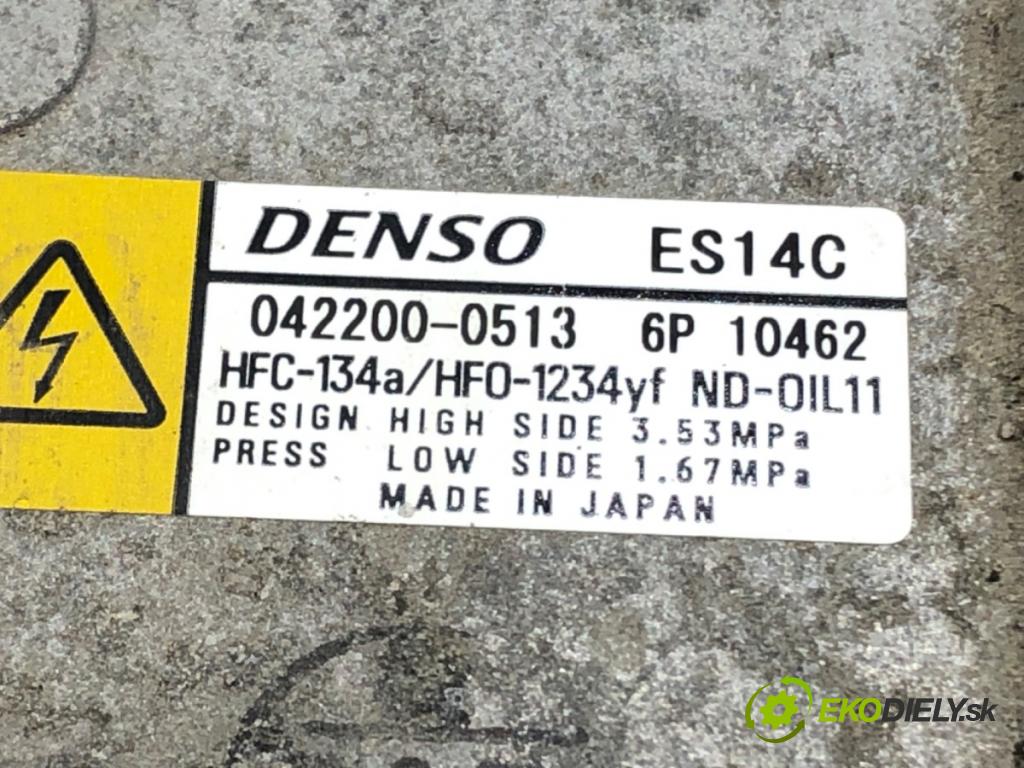 DENSO ES14C
042200-0513 6P 10462
HFC-134a/HFO-1234yf ND-OIL11
DESIGN HIGH SIDE 3.53MPa
PRESS LOW SIDE 1.67MPa
MADE IN JAPAN
EKODIELY.sk